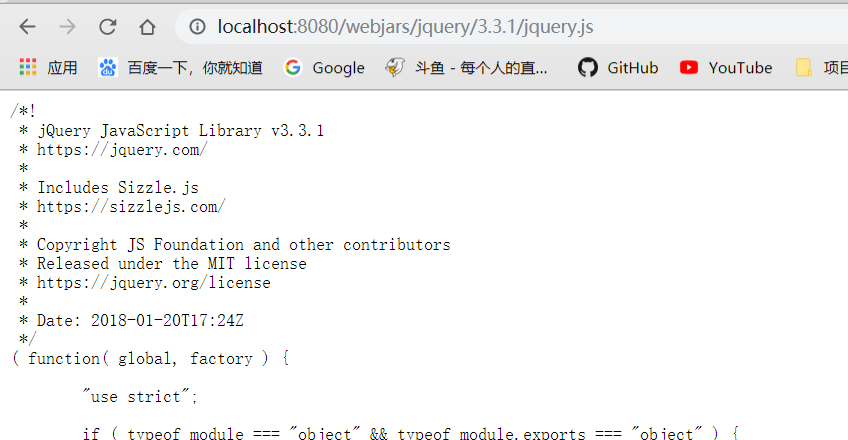 localhost:8080/webjars/jquery/3.3.1/jquery.js
应用 百度一下，你就知道 Google 斗鱼 - 每个人的直... GitHub YouTube 项目
/*!
 * jQuery JavaScript Library v3.3.1
 * https://jquery.com/
 *
 * Includes Sizzle.js
 * https://sizzlejs.com/
 *
 * Copyright JS Foundation and other contributors
 * Released under the MIT license
 * https://jquery.org/license
 *
 * Date: 2018-01-20T17:24Z
 */
( function( global, factory ) {
"use strict";
if ( typeof module === "object" && typeof module.exports === "object" ) {